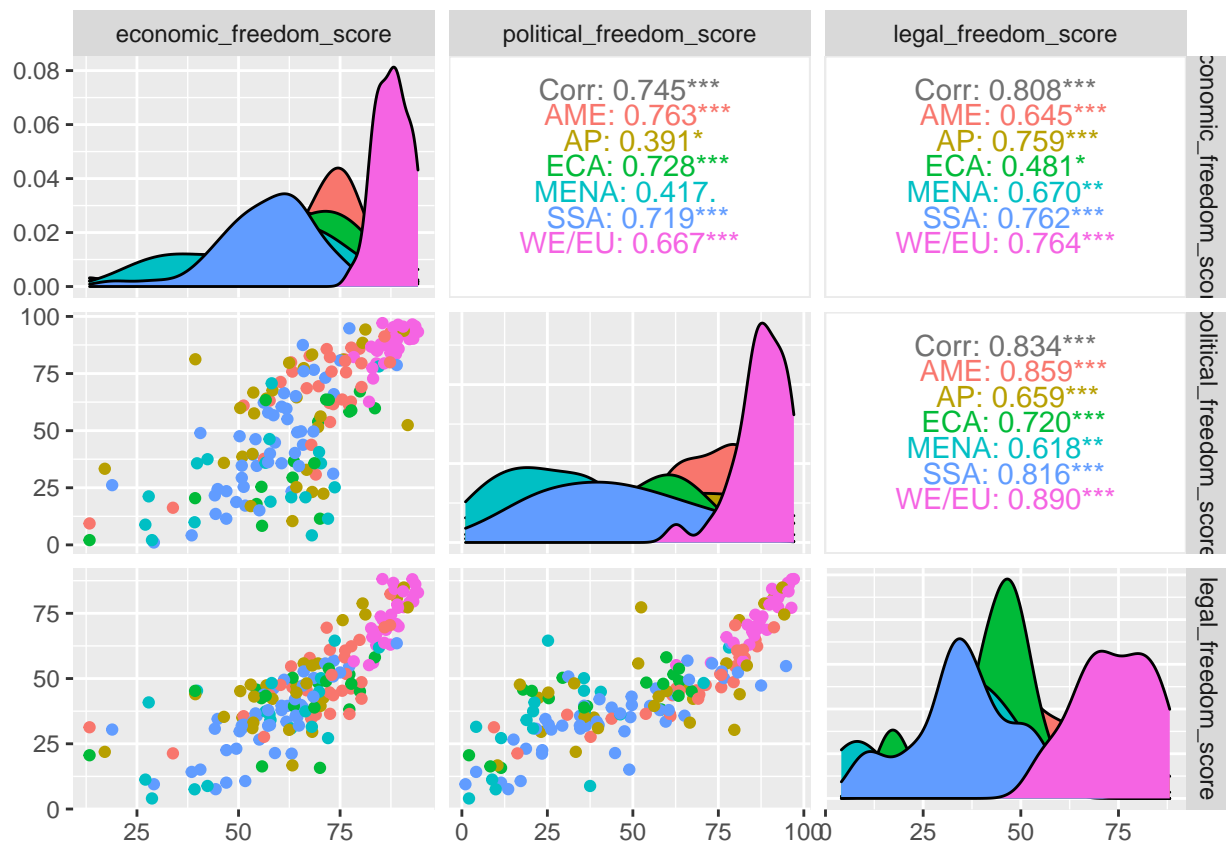 economic_freedom_score political_freedom_score legal_freedom_score
0.08
0.06
0.04
0.02
0.00
Corr: 0.745***
AME: 0.763***
AP: 0.391*
ECA: 0.728***
MENA: 0.417.
SSA: 0.719***
WE/EU: 0.667***
Corr: 0.808***
AME: 0.645***
AP: 0.759***
ECA: 0.481*
MENA: 0.670**
SSA: 0.762***
WE/EU: 0.764***
conomic_freedom_scor
100
75
50
25
0
Corr: 0.834***
AME: 0.859***
AP: 0.659***
ECA: 0.720***
MENA: 0.618**
SSA: 0.816***
WE/EU: 0.890***
political_freedom_score
75
50
25
0
legal_freedom_score
25 50 75
0 25 50 75 100
0 25 50 75